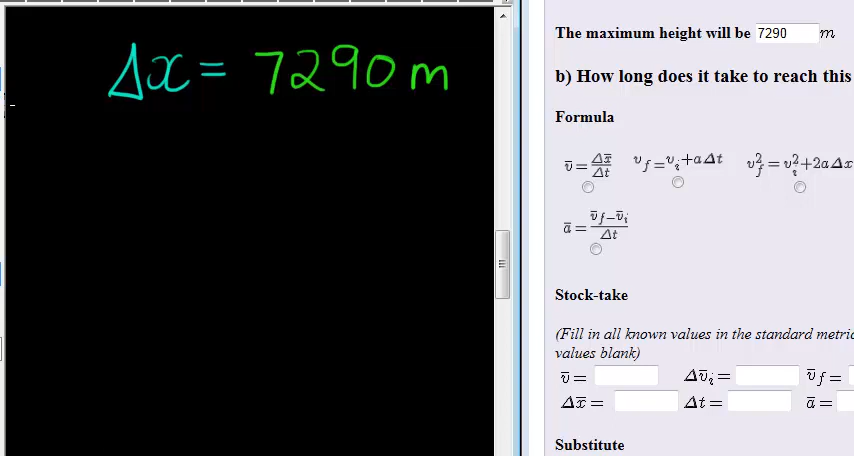 Δx = 7290 m
The maximum height will be 7290 m
b) How long does it take to reach this
Formula
v̄ = Δx̄/Δt   v_f = v_i + aΔt   v_f² = v_i² + 2aΔx
ā = (v̄_f − v̄_i)/Δt
Stock-take
(Fill in all known values in the standard metric
values blank)
v̄ =   Δv̄_i =   v̄_f =
Δx̄ =   Δt =   ā =
Substitute